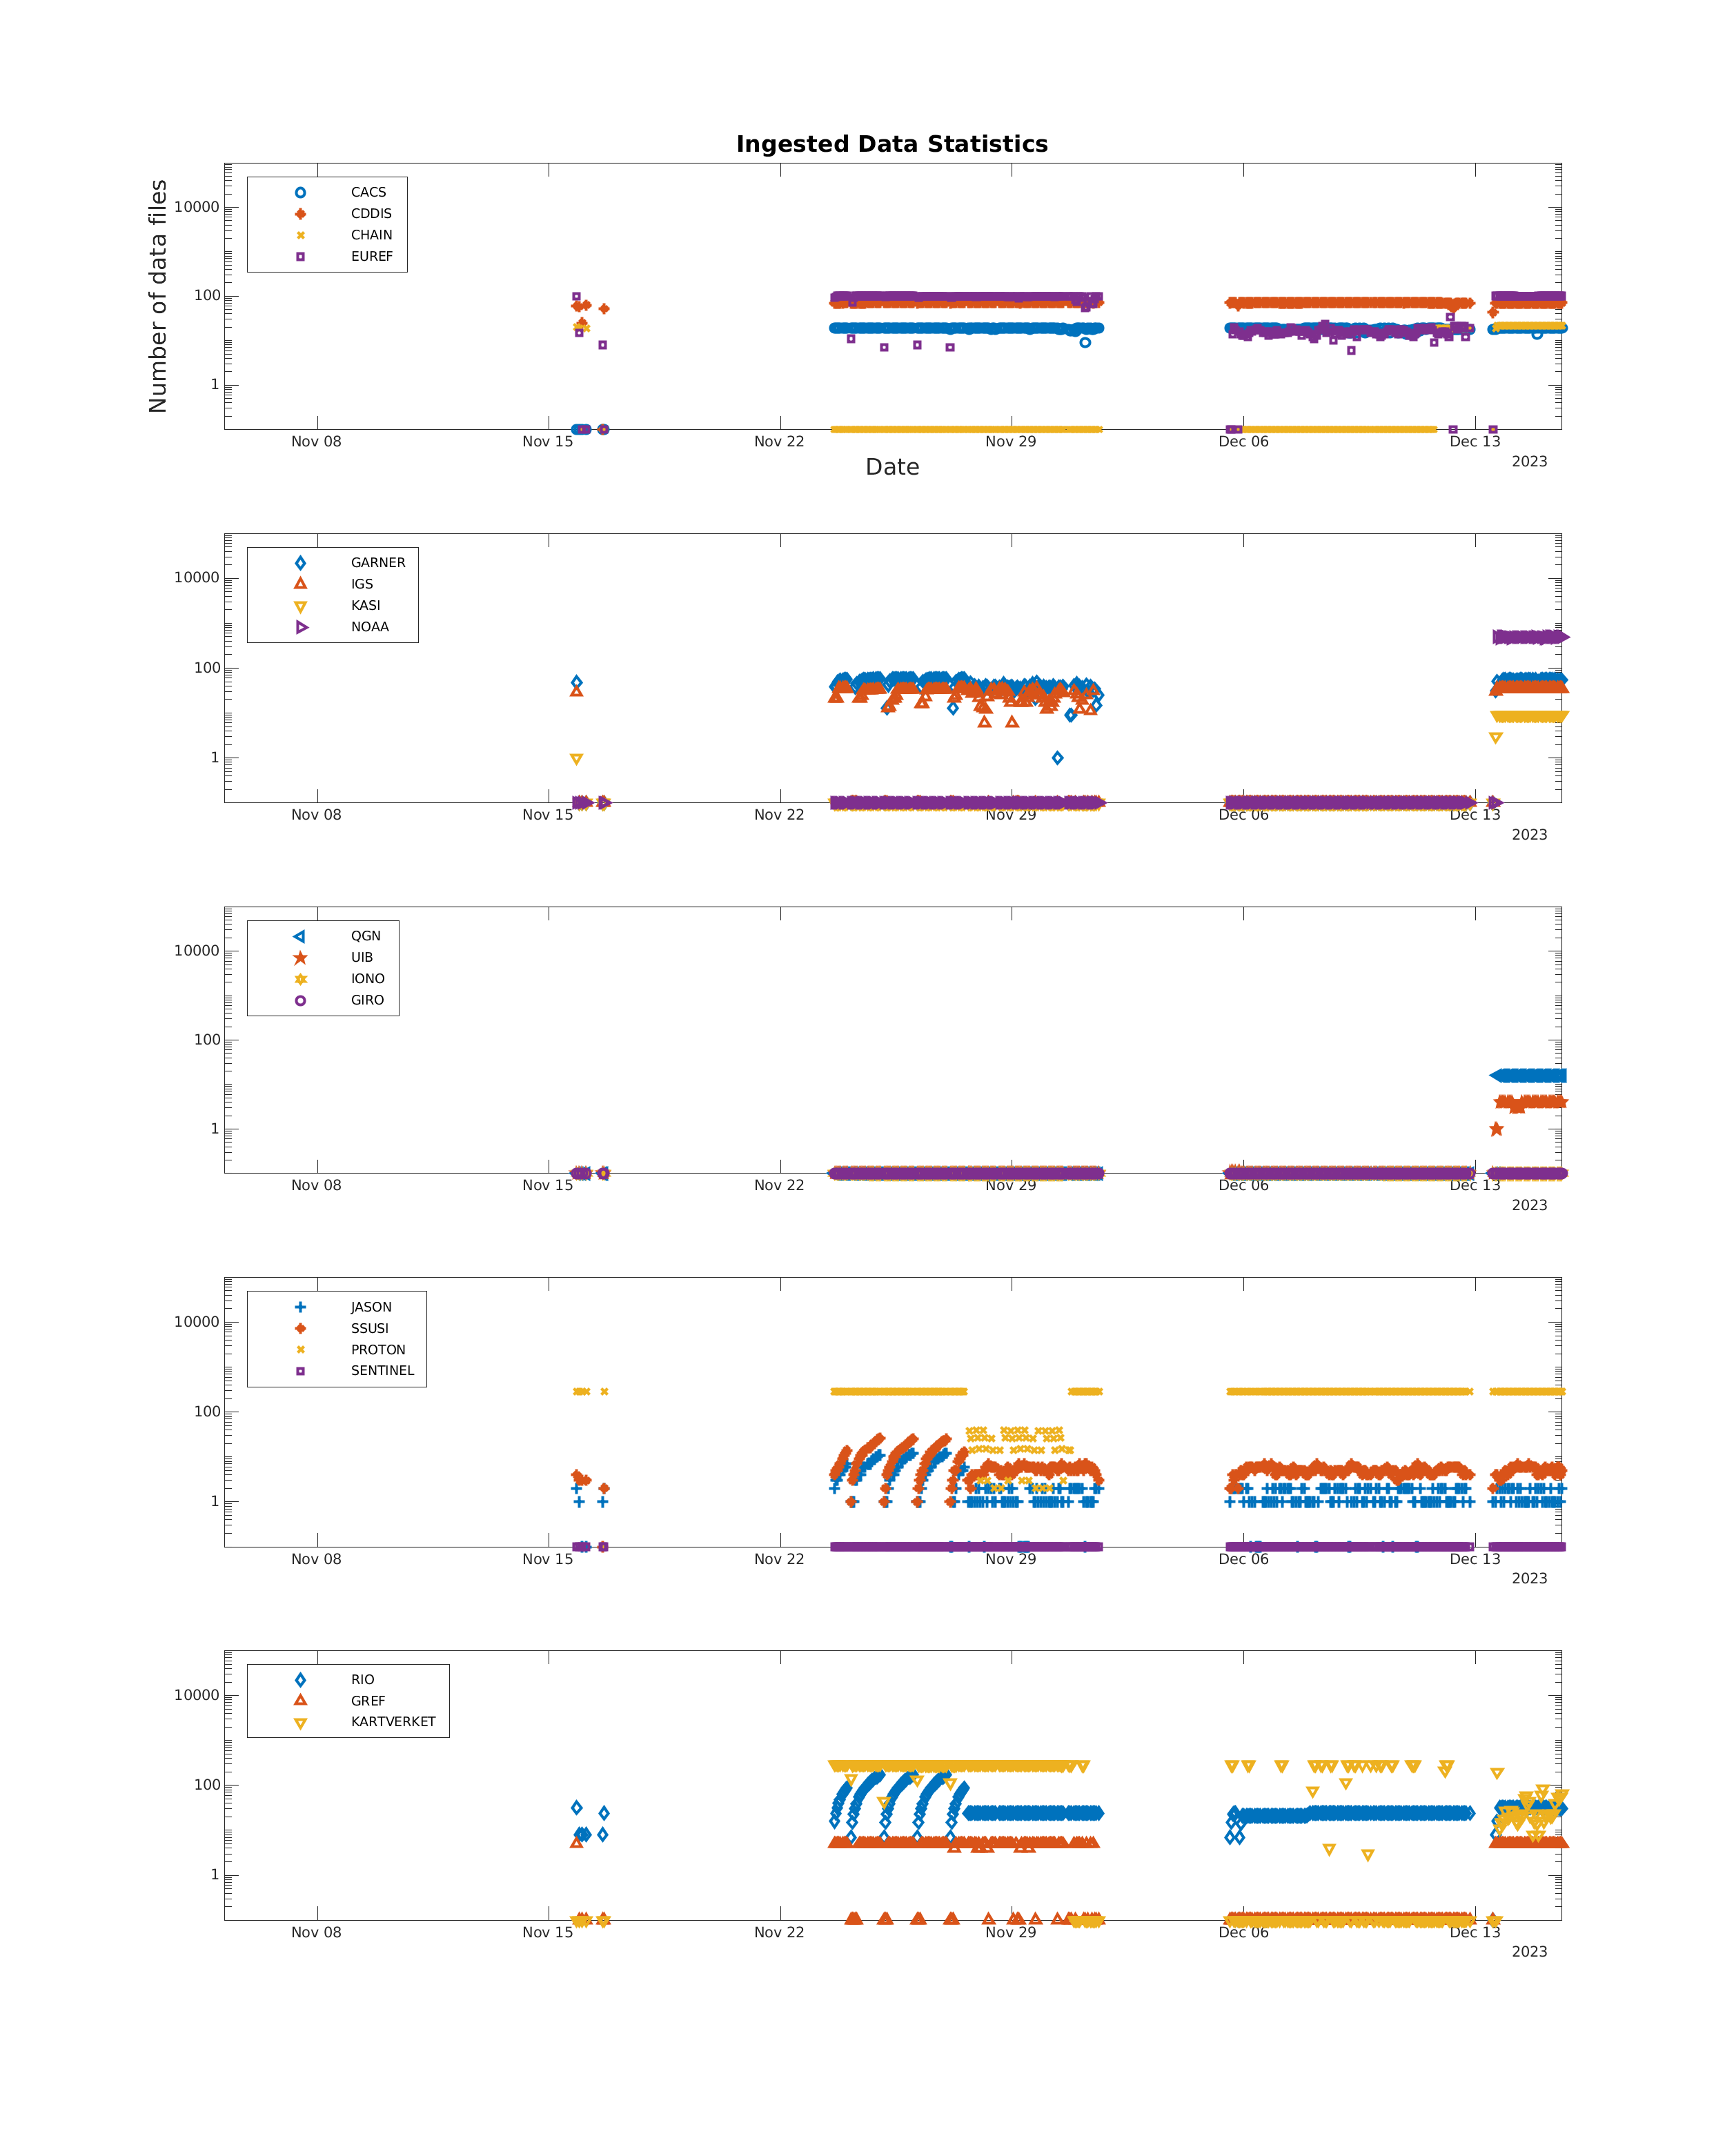 Ingested Data Statistics
Number of data files
CACS
CDDIS
CHAIN
EUREF
10000
100
1
Nov 08 Nov 15 Nov 22 Nov 29 Dec 06 Dec 13
2023
Date
GARNER
IGS
KASI
NOAA
10000
100
1
Nov 08 Nov 15 Nov 22 Nov 29 Dec 06 Dec 13
2023
QGN
UIB
IONO
GIRO
10000
100
1
Nov 08 Nov 15 Nov 22 Nov 29 Dec 06 Dec 13
2023
JASON
SSUSI
PROTON
SENTINEL
10000
100
1
Nov 08 Nov 15 Nov 22 Nov 29 Dec 06 Dec 13
2023
RIO
GREF
KARTVERKET
10000
100
1
Nov 08 Nov 15 Nov 22 Nov 29 Dec 06 Dec 13
2023